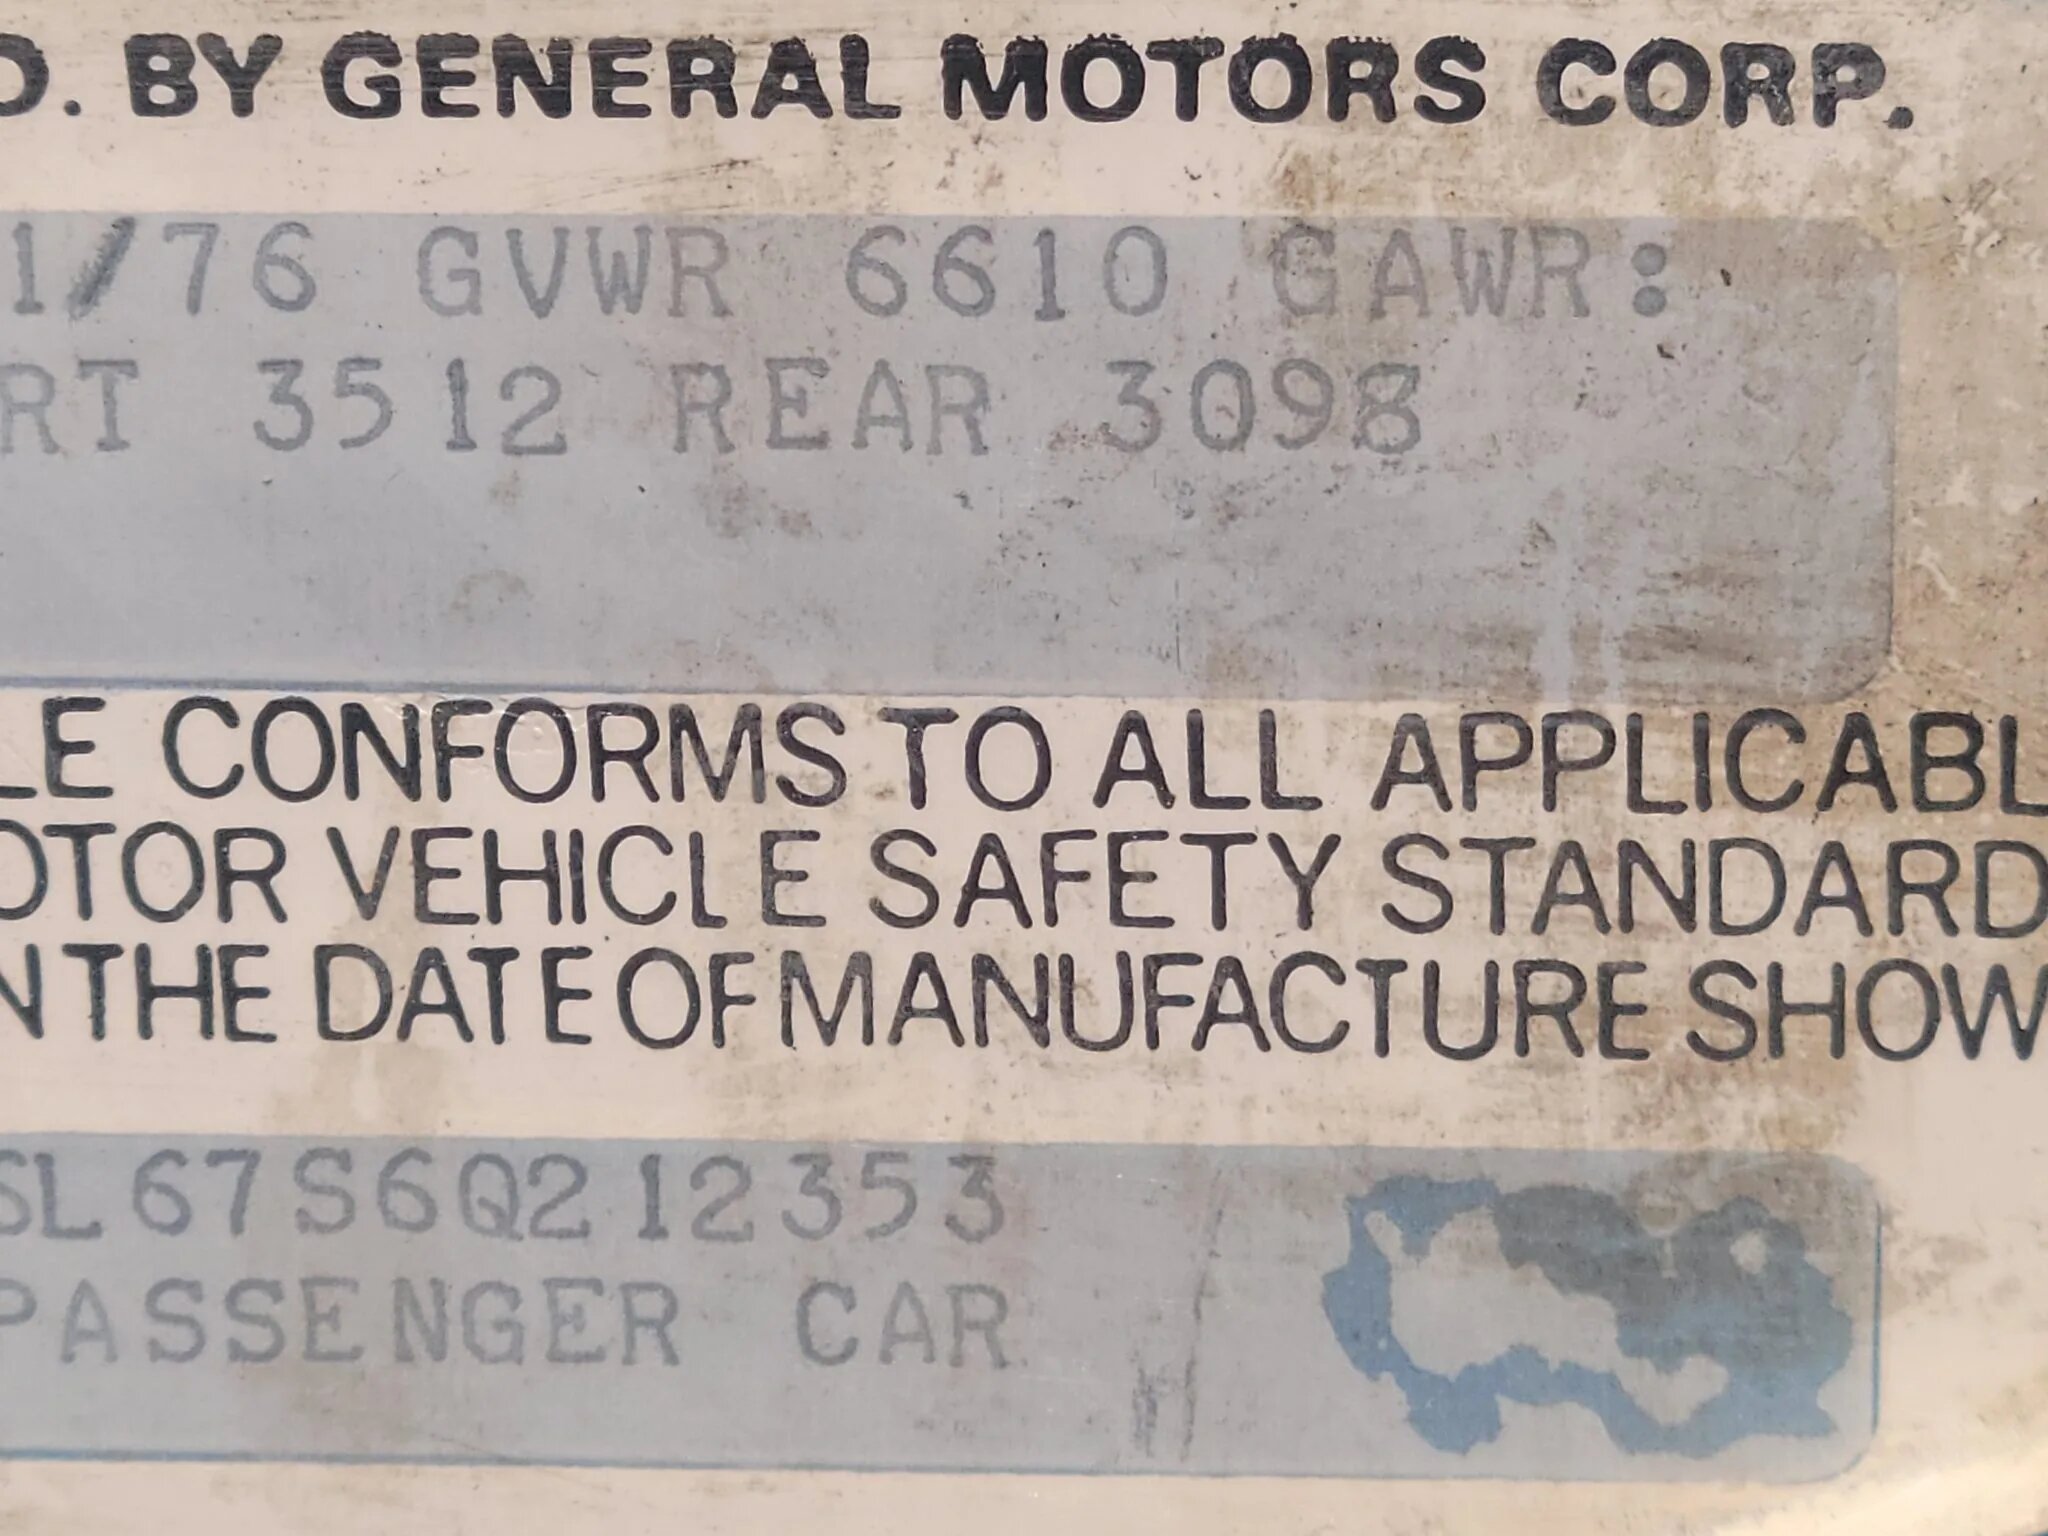 D. BY GENERAL MOTORS CORP.
1/76 GVWR 6610 GAWR:
RT 3512 REAR 3098
LE CONFORMS TO ALL APPLICABL
OTOR VEHICLE SAFETY STANDARD
N THE DATE OF MANUFACTURE SHOW
SL67S6Q212353
PASSENGER CAR